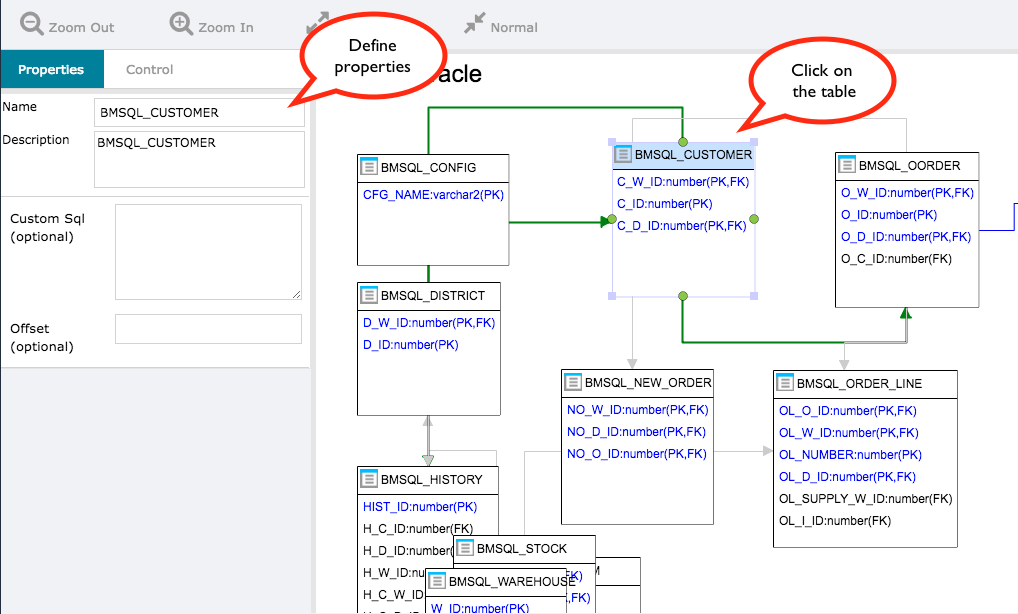 Zoom Out
Zoom In
Normal
Define
properties
Click on
the table
Properties
Control
acle
Name
BMSQL_CUSTOMER
Description
BMSQL_CUSTOMER
Custom Sql
(optional)
Offset
(optional)
BMSQL_CONFIG
CFG_NAME:varchar2(PK)
BMSQL_CUSTOMER
C_W_ID:number(PK,FK)
C_ID:number(PK)
C_D_ID:number(PK,FK)
BMSQL_OORDER
O_W_ID:number(PK,FK)
O_ID:number(PK)
O_D_ID:number(PK,FK)
O_C_ID:number(FK)
BMSQL_DISTRICT
D_W_ID:number(PK,FK)
D_ID:number(PK)
BMSQL_NEW_ORDER
NO_W_ID:number(PK,FK)
NO_D_ID:number(PK,FK)
NO_O_ID:number(PK,FK)
BMSQL_ORDER_LINE
OL_O_ID:number(PK,FK)
OL_W_ID:number(PK,FK)
OL_NUMBER:number(PK)
OL_D_ID:number(PK,FK)
OL_SUPPLY_W_ID:number(FK)
OL_I_ID:number(FK)
BMSQL_HISTORY
HIST_ID:number(PK)
H_C_ID:number(FK)
H_D_ID:number(
H_W_ID:nu
H_C_W_ID
BMSQL_STOCK
FK)
,FK)
BMSQL_WAREHOUSE
W_ID:number(PK)